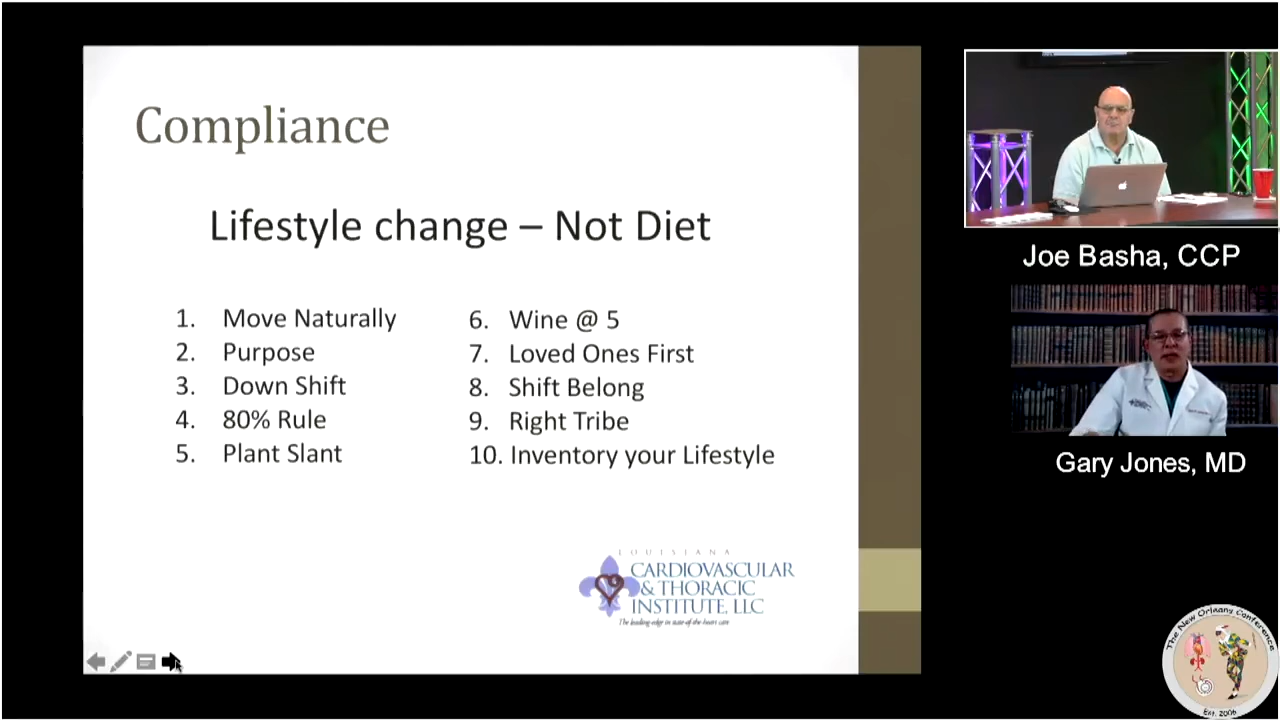 Compliance
Lifestyle change – Not Diet
1. Move Naturally
2. Purpose
3. Down Shift
4. 80% Rule
5. Plant Slant
6. Wine @ 5
7. Loved Ones First
8. Shift Belong
9. Right Tribe
10. Inventory your Lifestyle
LOUISIANA
CARDIOVASCULAR
& THORACIC
INSTITUTE, LLC
The leading edge in state-of-the-heart care
Joe Basha, CCP
Gary Jones, MD
The New Orleans Conference
Est. 2006